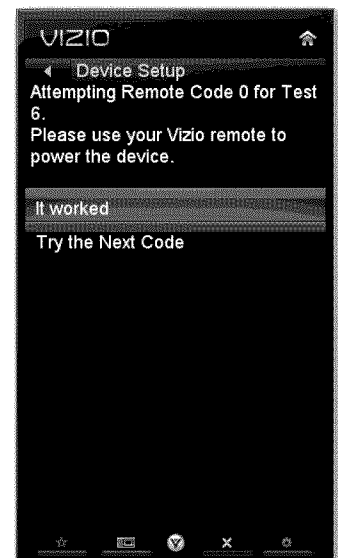 VIZIO
Device Setup
Attempting Remote Code 0 for Test
6.
Please use your Vizio remote to
power the device.
It worked
Try the Next Code